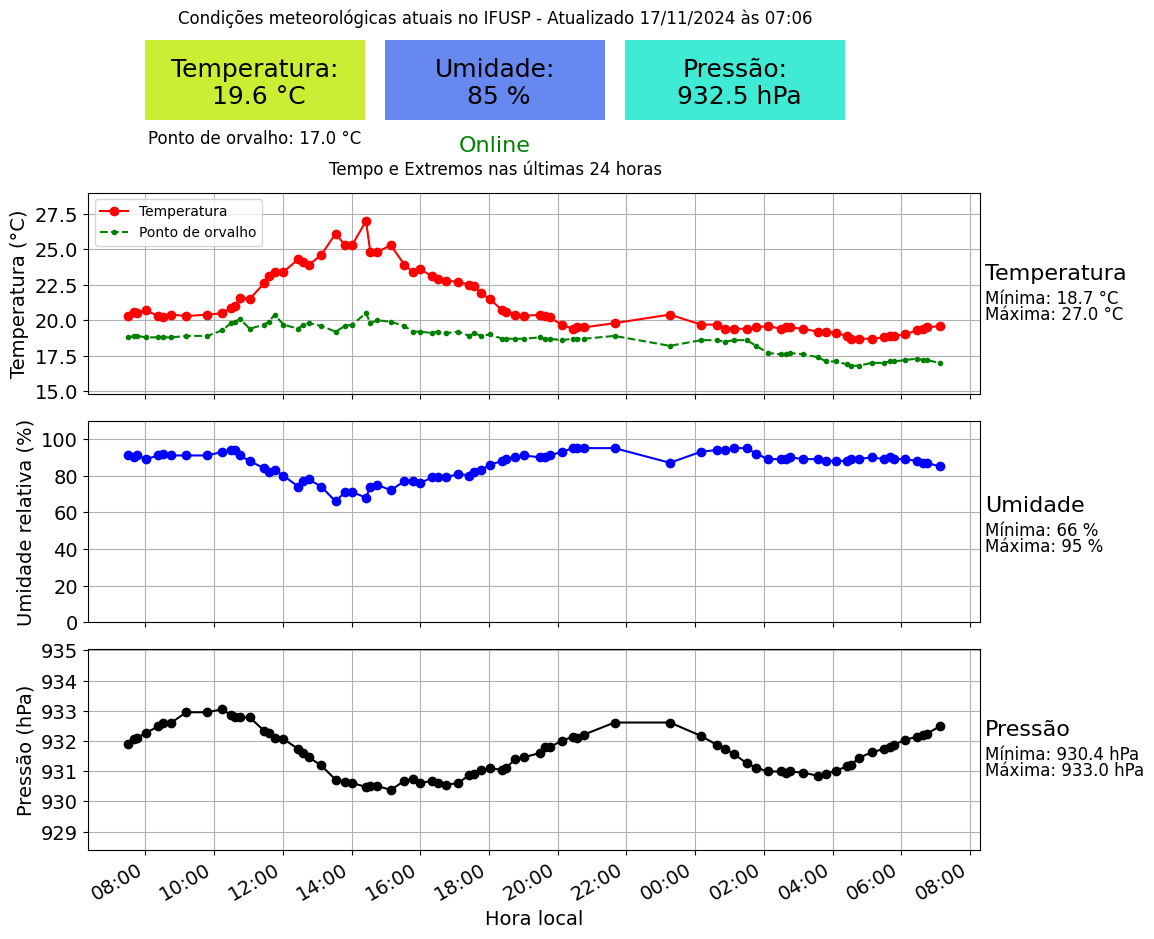 Condições meteorológicas atuais no IFUSP - Atualizado 17/11/2024 às 07:06
Temperatura:
19.6 °C
Umidade:
85 %
Pressão:
932.5 hPa
Ponto de orvalho: 17.0 °C
Online
Tempo e Extremos nas últimas 24 horas
Temperatura (°C)
27.5
25.0
22.5
20.0
17.5
15.0
Temperatura
Ponto de orvalho
Temperatura
Mínima: 18.7 °C
Máxima: 27.0 °C
Umidade relativa (%)
100
80
60
40
20
0
Umidade
Mínima: 66 %
Máxima: 95 %
Pressão (hPa)
935
934
933
932
931
930
929
Pressão
Mínima: 930.4 hPa
Máxima: 933.0 hPa
08:00
10:00
12:00
14:00
16:00
18:00
20:00
22:00
00:00
02:00
04:00
06:00
08:00
Hora local